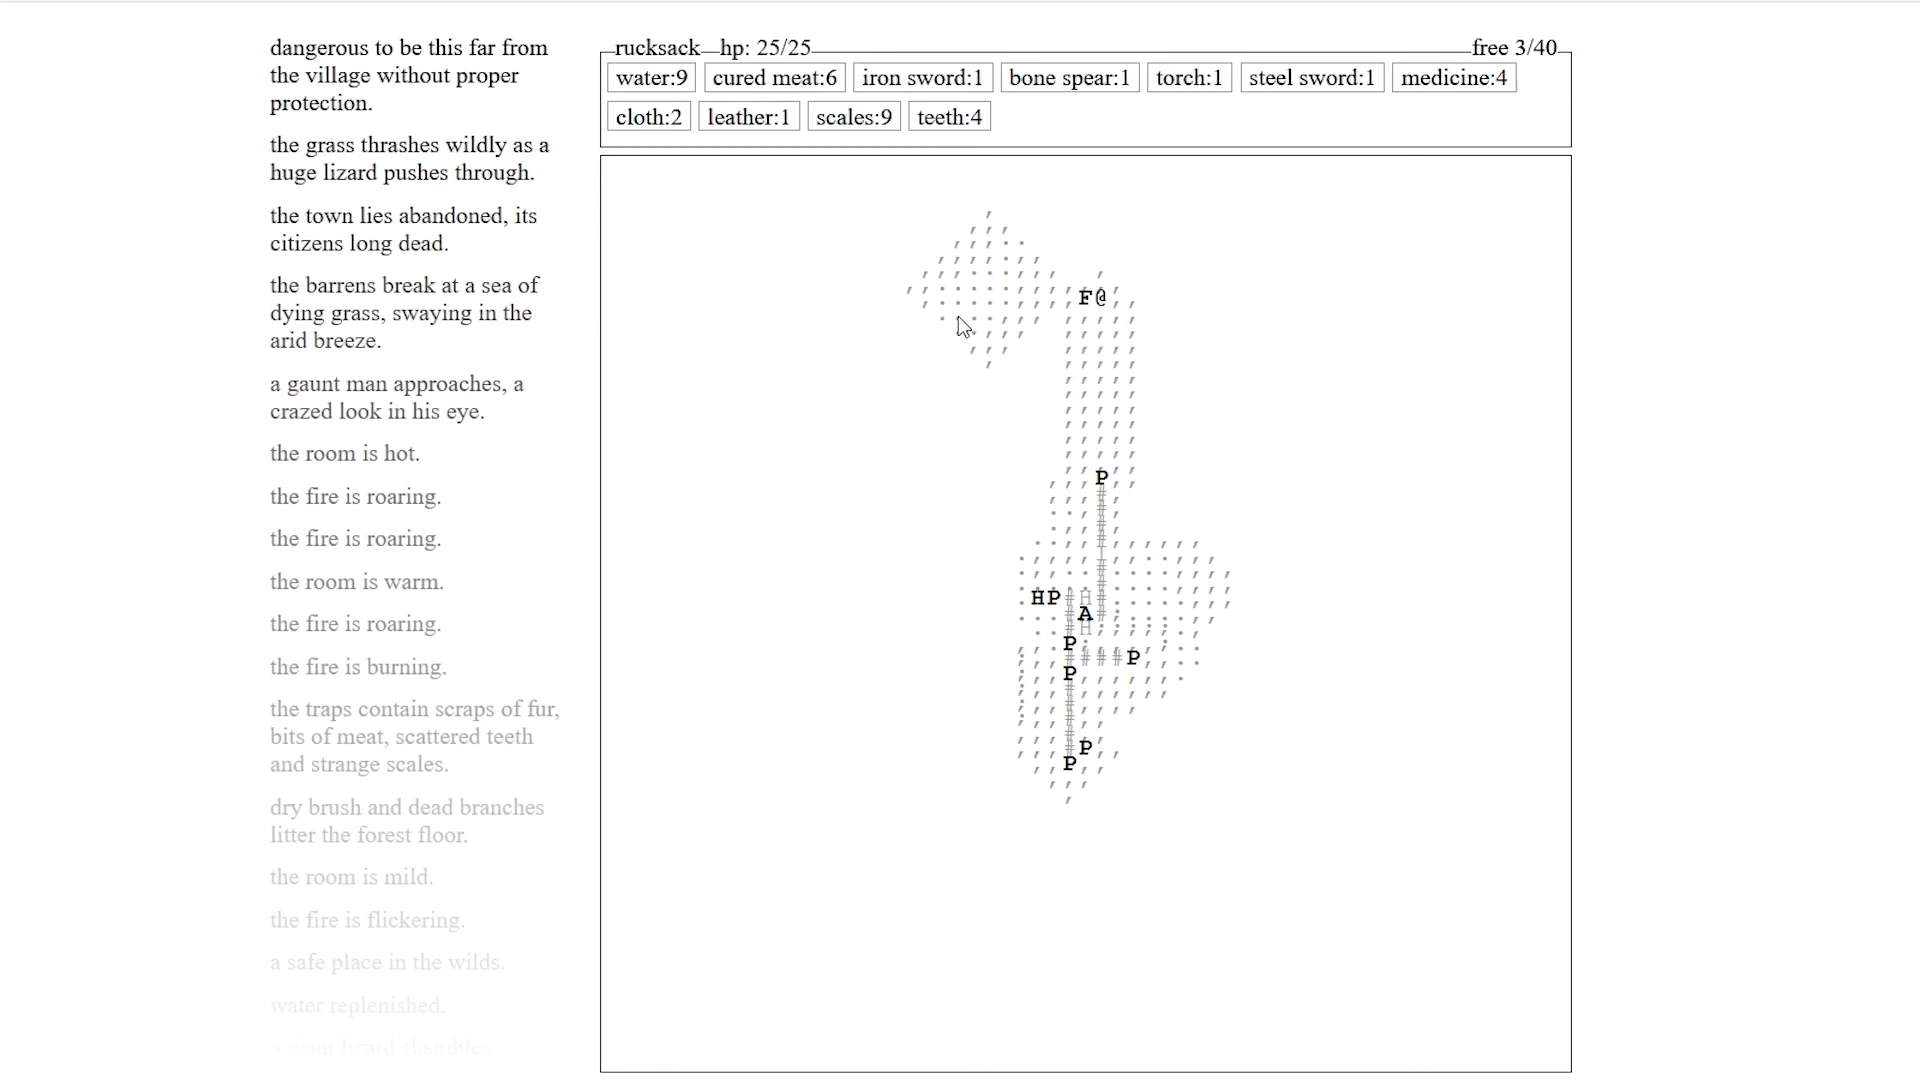 dangerous to be this far from
the village without proper
protection.
the grass thrashes wildly as a
huge lizard pushes through.
the town lies abandoned, its
citizens long dead.
the barrens break at a sea of
dying grass, swaying in the
arid breeze.
a gaunt man approaches, a
crazed look in his eye.
the room is hot.
the fire is roaring.
the fire is roaring.
the room is warm.
the fire is roaring.
the fire is burning.
the traps contain scraps of fur,
bits of meat, scattered teeth
and strange scales.
dry brush and dead branches
litter the forest floor.
the room is mild.
the fire is flickering.
a safe place in the wilds.
water replenished.
a giant lizard shambles
rucksack hp: 25/25 free 3/40
water:9 cured meat:6 iron sword:1 bone spear:1 torch:1 steel sword:1 medicine:4
cloth:2 leather:1 scales:9 teeth:4
F@
P
HP # H #
A
H
P
# # # # P
P
# P
P